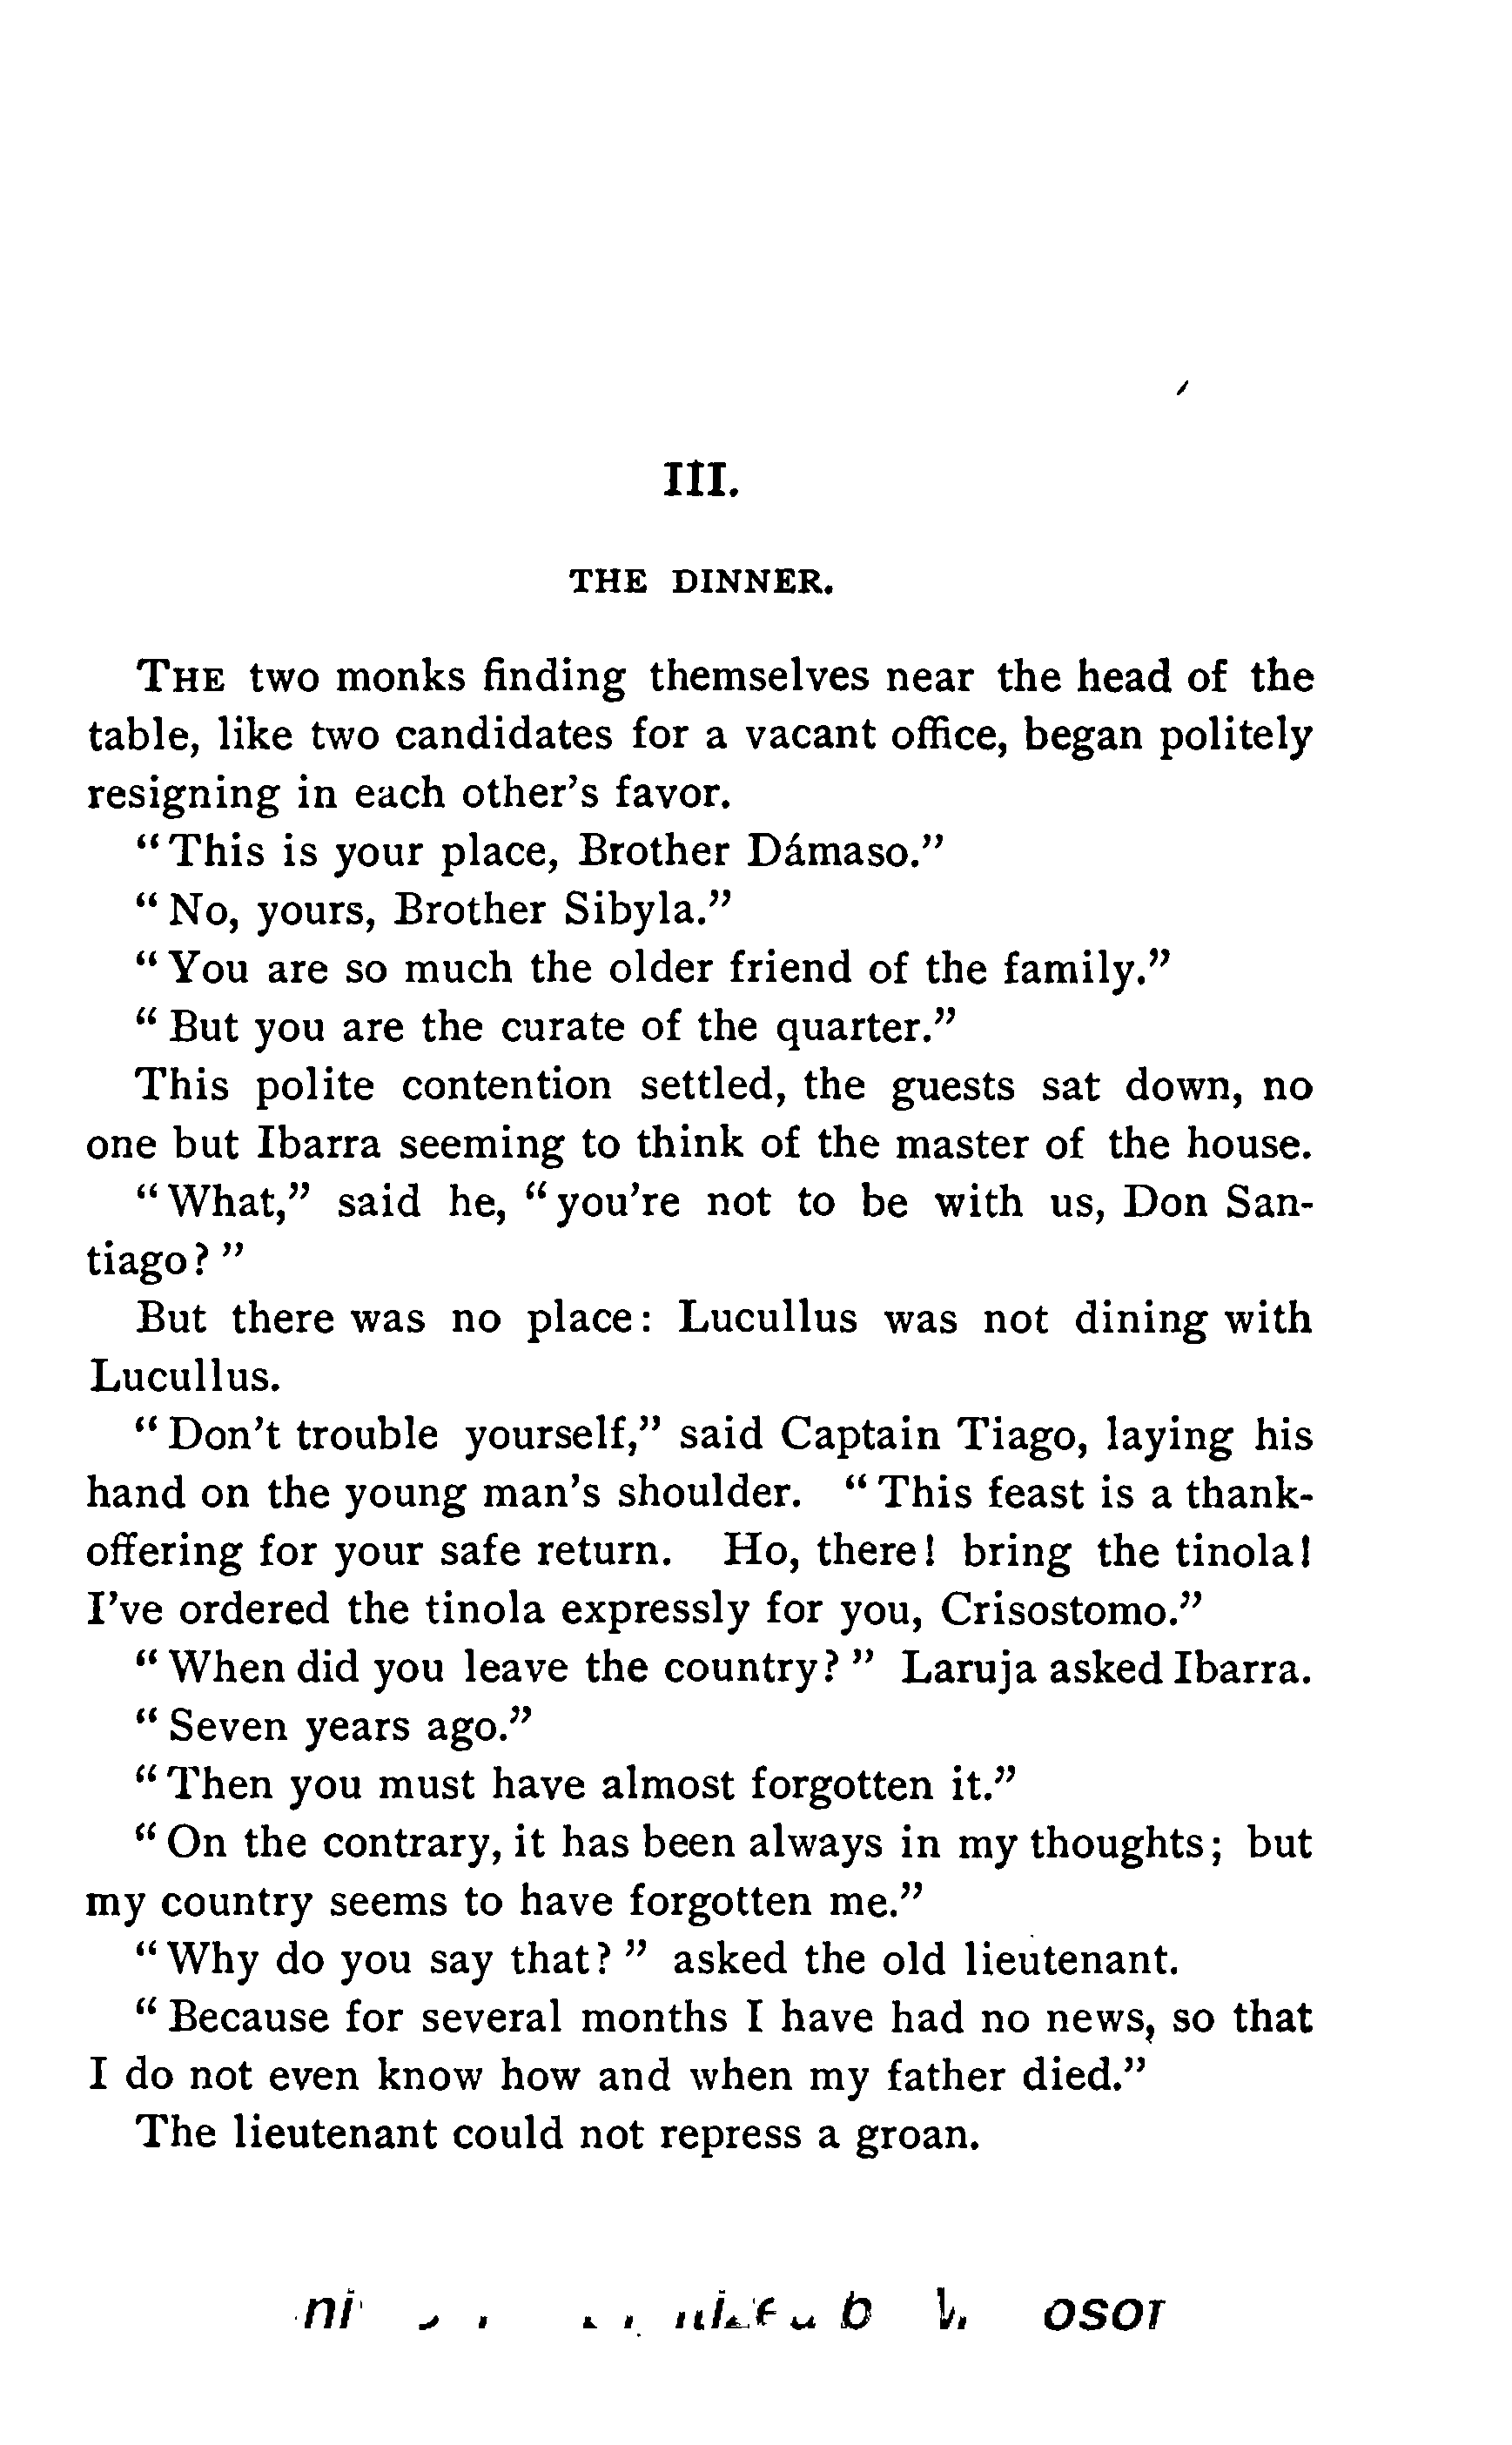 III.
THE DINNER.
THE two monks finding themselves near the head of the
table, like two candidates for a vacant office, began politely
resigning in each other's favor.
"This is your place, Brother Dámaso."
"No, yours, Brother Sibyla."
"You are so much the older friend of the family."
"But you are the curate of the quarter."
This polite contention settled, the guests sat down, no
one but Ibarra seeming to think of the master of the house.
"What," said he, "you're not to be with us, Don San-
tiago?"
But there was no place: Lucullus was not dining with
Lucullus.
"Don't trouble yourself," said Captain Tiago, laying his
hand on the young man's shoulder. "This feast is a thank-
offering for your safe return. Ho, there! bring the tinola!
I've ordered the tinola expressly for you, Crisostomo."
"When did you leave the country?" Laruja asked Ibarra.
"Seven years ago."
"Then you must have almost forgotten it."
"On the contrary, it has been always in my thoughts; but
my country seems to have forgotten me."
"Why do you say that?" asked the old lieutenant.
"Because for several months I have had no news, so that
I do not even know how and when my father died."
The lieutenant could not repress a groan.